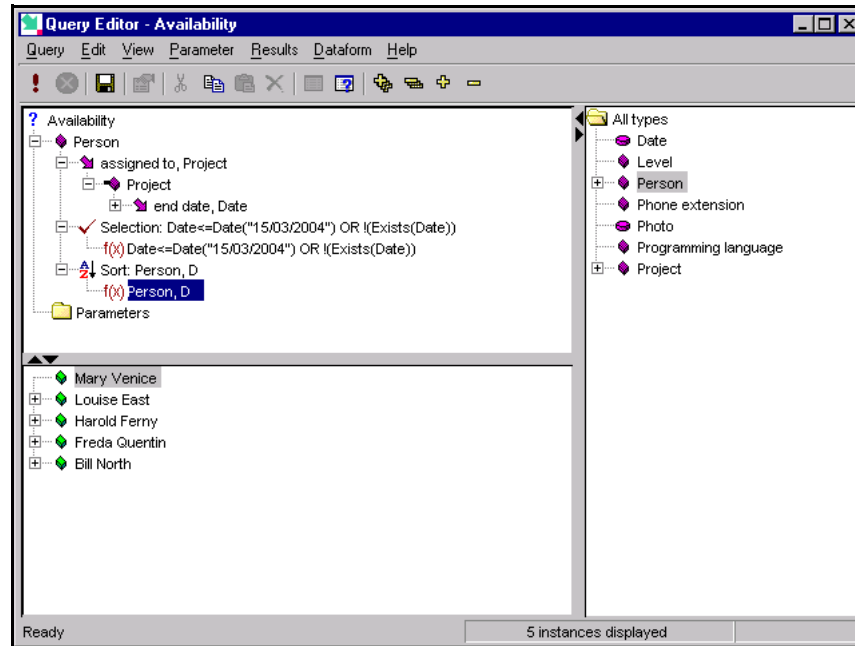 Query Editor - Availability
Query Edit View Parameter Results Dataform Help
? Availability
Person
assigned to, Project
Project
end date, Date
Selection: Date<=Date("15/03/2004") OR !(Exists(Date))
f(x) Date<=Date("15/03/2004") OR !(Exists(Date))
Sort: Person, D
f(x) Person, D
Parameters
All types
Date
Level
Person
Phone extension
Photo
Programming language
Project
Mary Venice
Louise East
Harold Ferny
Freda Quentin
Bill North
Ready
5 instances displayed